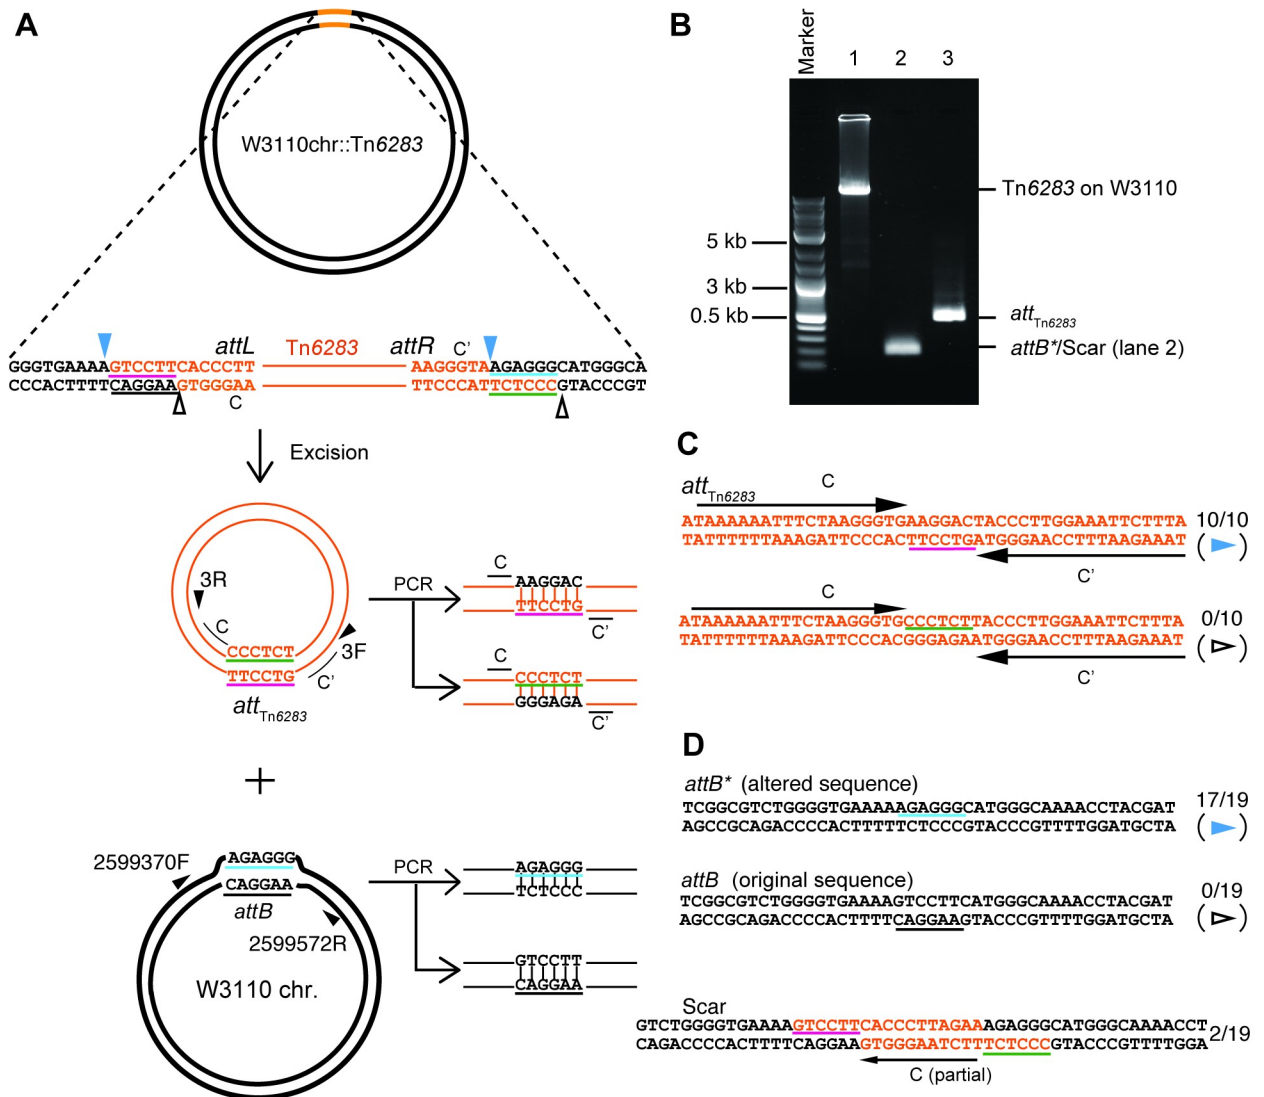 A
W3110chr::Tn6283
attL Tn6283 attR C'
GGGTGAAAAGTCCTTCACCCTT AAGGGTAAGAGGGCATGGGCA
CCCACTTTTCAGGAAGTGGGAA TTCCCATTCTCCCGTACCCGT
C
Excision
3R
C
CCCTCT
TTCCTG
3F
C'
attTn6283
PCR
C
AAGGAC
TTCCTG
C'
C
CCCTCT
GGGAGA
C'
+
2599370F
AGAGGG
CAGGAA
attB
2599572R
W3110 chr.
PCR
AGAGGG
TCTCCC
GTCCTT
CAGGAA
B
Marker 1 2 3
Tn6283 on W3110
5 kb
3 kb
0.5 kb
attTn6283
attB*/Scar (lane 2)
C
attTn6283 C
ATAAAAAATTTCTAAGGGTGAAGGACTACCCTTGGAAATTCTTTA 10/10
TATTTTTTAAAGATTCCCACTTCCTGATGGGAACCTTTAAGAAAT ( )
C'
C
ATAAAAAATTTCTAAGGGTGCCCTCTTACCCTTGGAAATTCTTTA 0/10
TATTTTTTAAAGATTCCCACGGGAGAATGGGAACCTTTAAGAAAT ( )
C'
D
attB* (altered sequence)
TCGGCGTCTGGGGTGAAAAAGAGGGCATGGGCAAAACCTACGAT 17/19
AGCCGCAGACCCCACTTTTTCTCCCGTACCCGTTTTGGATGCTA ( )
attB (original sequence)
TCGGCGTCTGGGGTGAAAAGTCCTTCATGGGCAAAACCTACGAT 0/19
AGCCGCAGACCCCACTTTTCAGGAAGTACCCGTTTTGGATGCTA ( )
Scar
GTCTGGGGTGAAAAGTCCTTCACCCTTAGAAAGAGGGCATGGGCAAAACCT 2/19
CAGACCCCACTTTTCAGGAAGTGGGAATCTTTCTCCCGTACCCGTTTTGGA
C (partial)